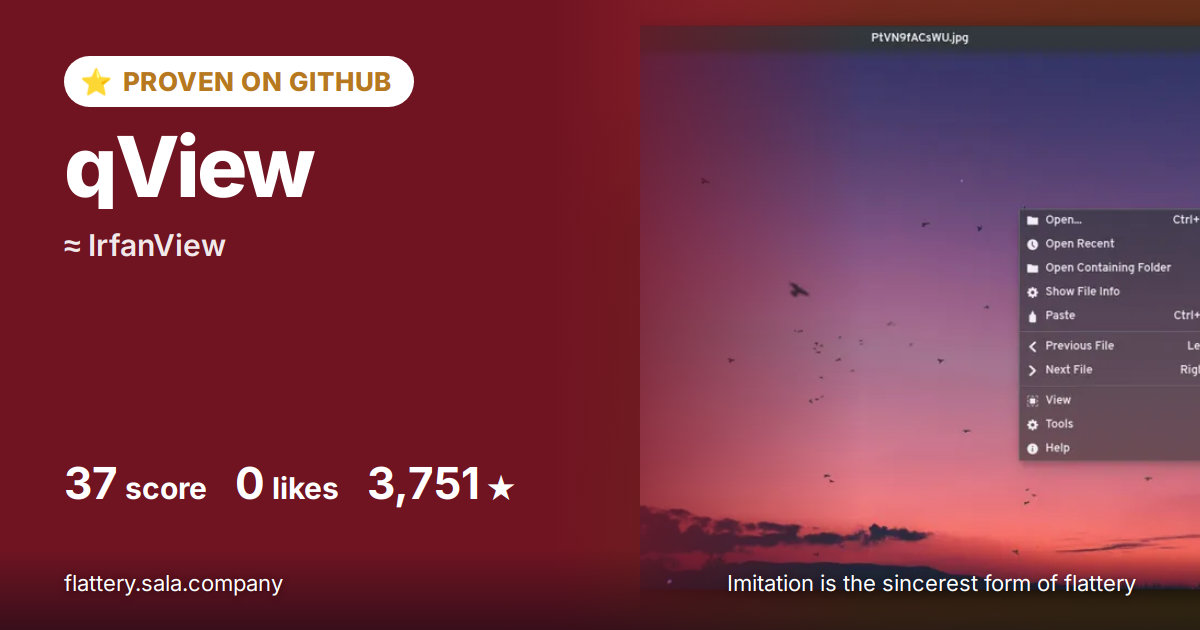 ⭐ PROVEN ON GITHUB
qView
≈ IrfanView
37 score 0 likes 3,751 ★
flattery.sala.company
PtVN9fACsWU.jpg
Open... Ctrl+
Open Recent
Open Containing Folder
Show File Info
Paste Ctrl+
Previous File Le
Next File Righ
View
Tools
Help
Imitation is the sincerest form of flattery